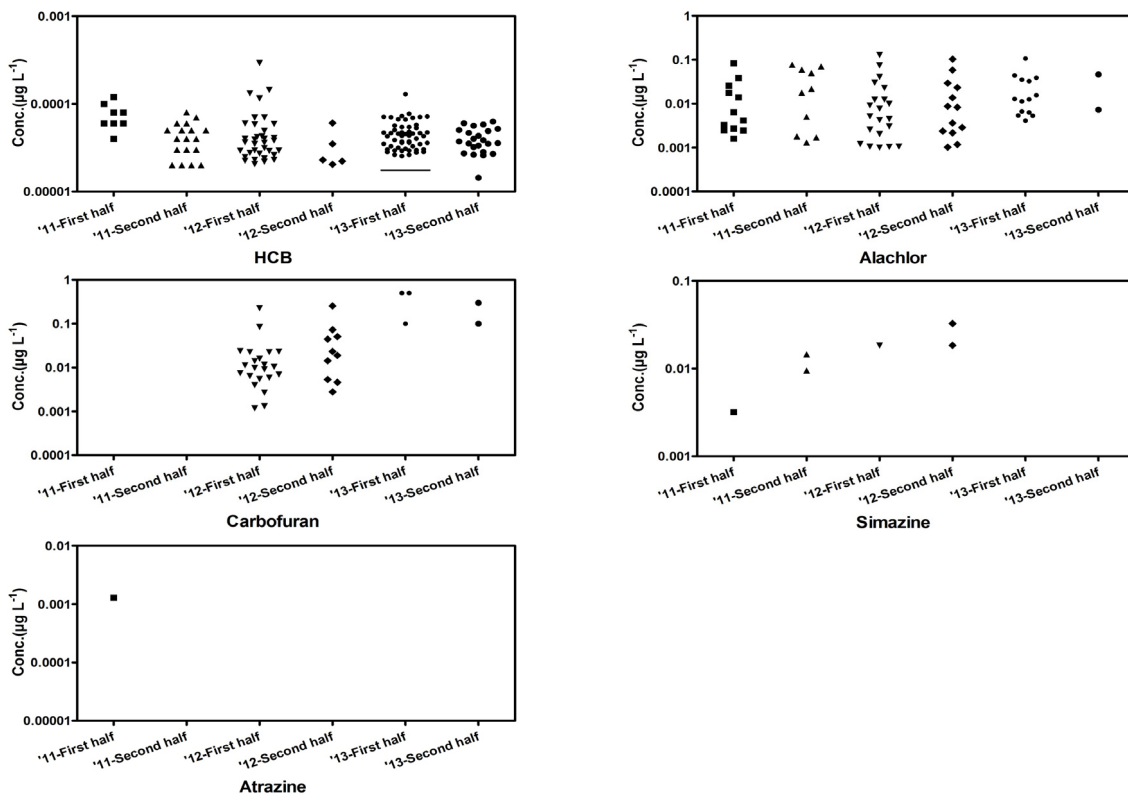 0.001
0.0001
0.00001
Conc.(µg L⁻¹)
'11-First half
'11-Second half
'12-First half
'12-Second half
'13-First half
'13-Second half
HCB
1
0.1
0.01
0.001
0.0001
Conc.(µg L⁻¹)
'11-First half
'11-Second half
'12-First half
'12-Second half
'13-First half
'13-Second half
Alachlor
1
0.1
0.01
0.001
0.0001
Conc.(µg L⁻¹)
'11-First half
'11-Second half
'12-First half
'12-Second half
'13-First half
'13-Second half
Carbofuran
0.1
0.01
0.001
Conc.(µg L⁻¹)
'11-First half
'11-Second half
'12-First half
'12-Second half
'13-First half
'13-Second half
Simazine
0.01
0.001
0.0001
0.00001
Conc.(µg L⁻¹)
'11-First half
'11-Second half
'12-First half
'12-Second half
'13-First half
'13-Second half
Atrazine